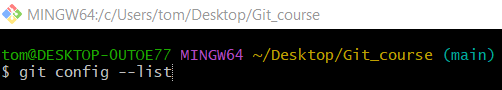 MINGW64:/c/Users/tom/Desktop/Git_course
tom@DESKTOP-OUTOE77 MINGW64 ~/Desktop/Git_course (main)
$ git config --list